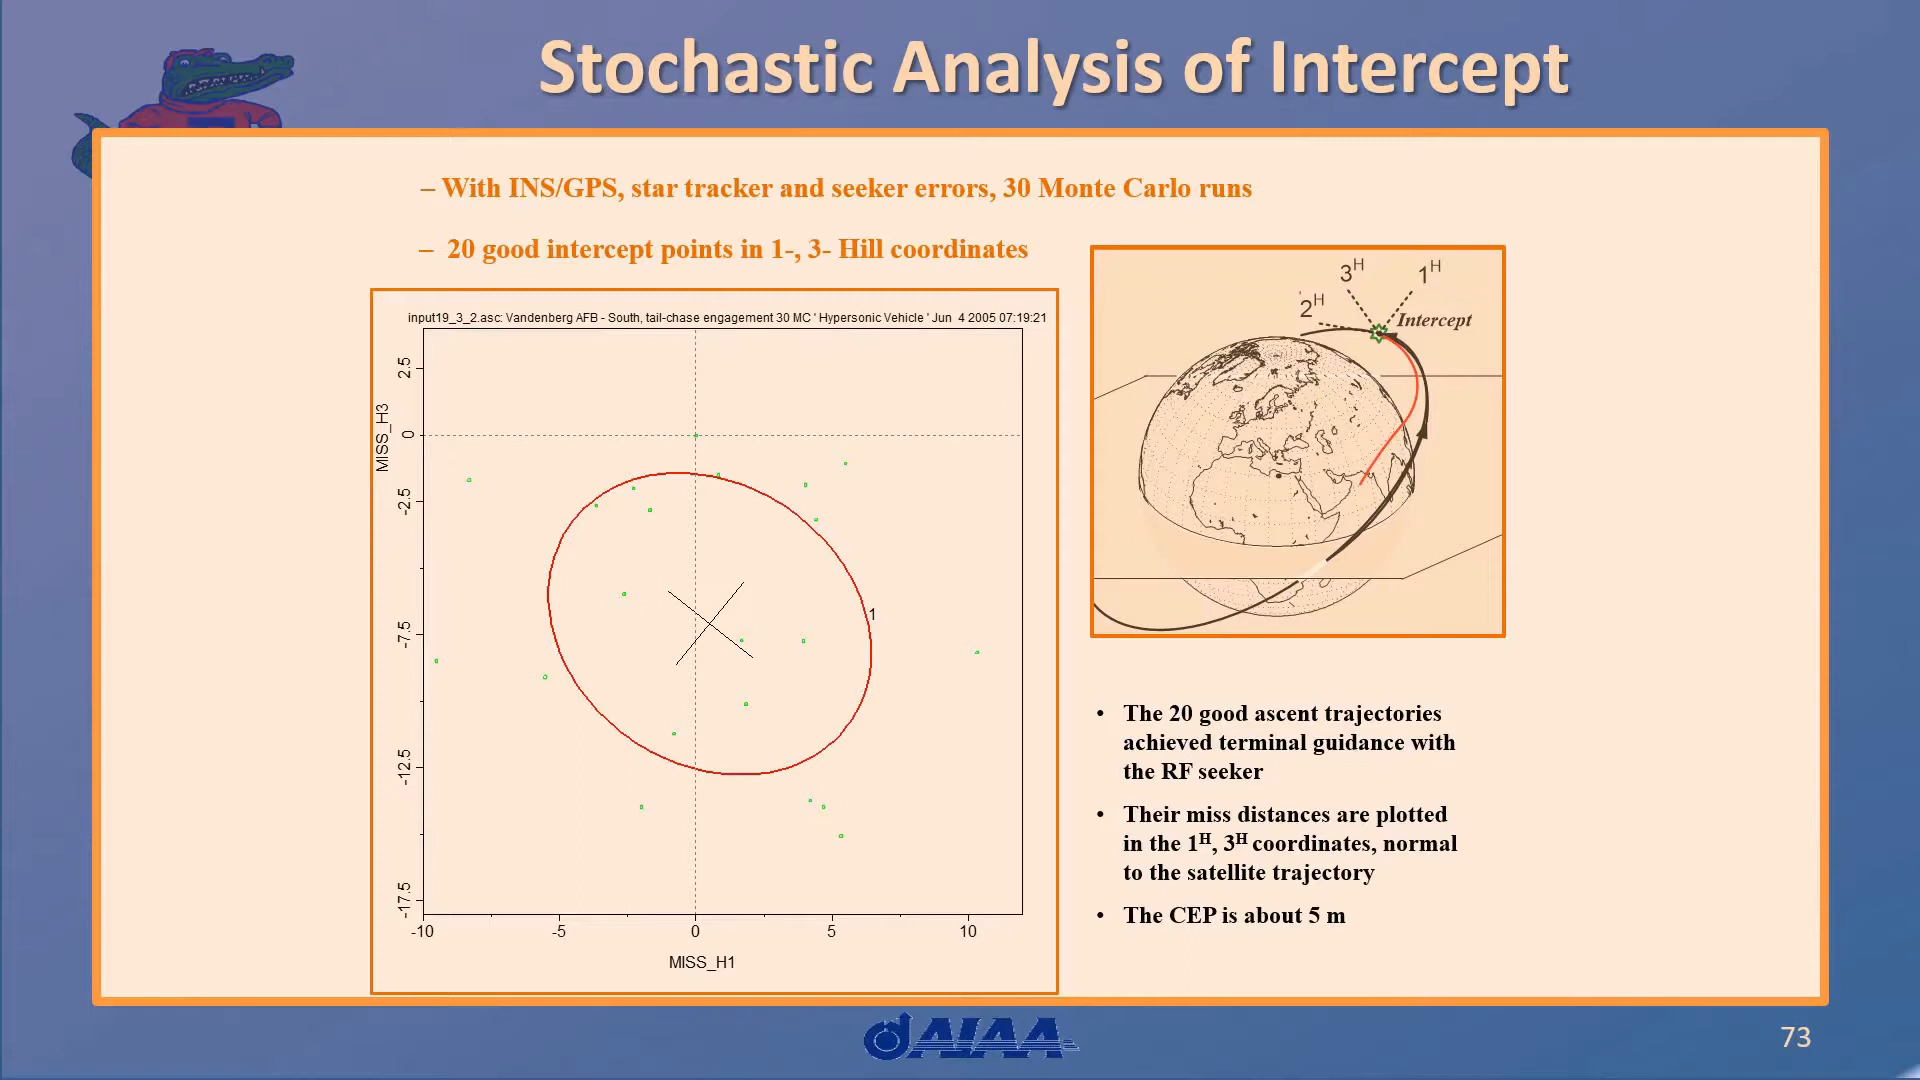 Stochastic Analysis of Intercept
– With INS/GPS, star tracker and seeker errors, 30 Monte Carlo runs
– 20 good intercept points in 1-, 3- Hill coordinates
input19_3_2.asc: Vandenberg AFB - South, tail-chase engagement 30 MC ' Hypersonic Vehicle ' Jun 4 2005 07:19:21
MISS_H3
2.5
0
-2.5
-7.5
-12.5
-17.5
1
-10 -5 0 5 10
MISS_H1
3ᴴ 1ᴴ
2ᴴ
Intercept
• The 20 good ascent trajectories
achieved terminal guidance with
the RF seeker
• Their miss distances are plotted
in the 1ᴴ, 3ᴴ coordinates, normal
to the satellite trajectory
• The CEP is about 5 m
AIAA
73